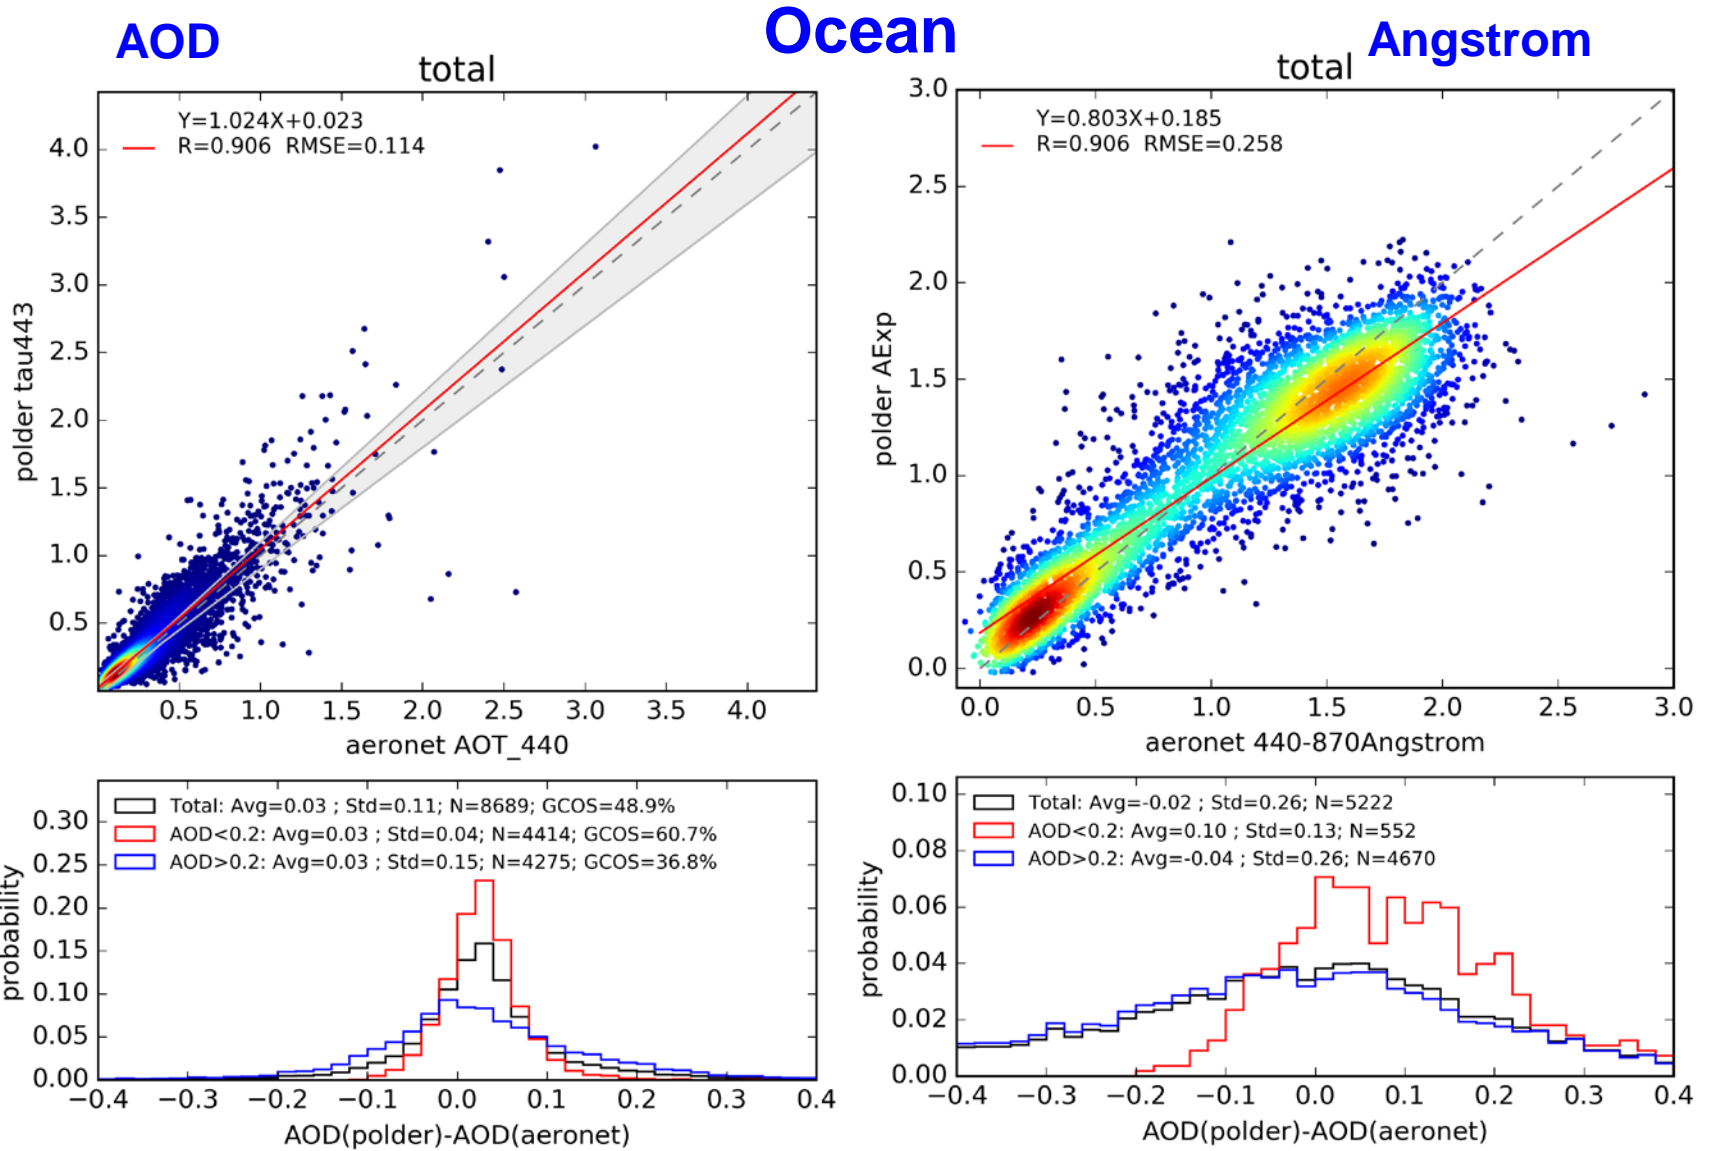 Ocean
AOD
Angstrom
total
Y=1.024X+0.023
R=0.906 RMSE=0.114
4.0
3.5
3.0
2.5
2.0
1.5
1.0
0.5
polder tau443
0.5 1.0 1.5 2.0 2.5 3.0 3.5 4.0
aeronet AOT_440
total
Y=0.803X+0.185
R=0.906 RMSE=0.258
3.0
2.5
2.0
1.5
1.0
0.5
0.0
polder AExp
0.0 0.5 1.0 1.5 2.0 2.5 3.0
aeronet 440-870Angstrom
Total: Avg=0.03 ; Std=0.11; N=8689; GCOS=48.9%
AOD<0.2: Avg=0.03 ; Std=0.04; N=4414; GCOS=60.7%
AOD>0.2: Avg=0.03 ; Std=0.15; N=4275; GCOS=36.8%
0.30
0.25
0.20
0.15
0.10
0.05
0.00
probability
−0.4 −0.3 −0.2 −0.1 0.0 0.1 0.2 0.3 0.4
AOD(polder)-AOD(aeronet)
Total: Avg=-0.02 ; Std=0.26; N=5222
AOD<0.2: Avg=0.10 ; Std=0.13; N=552
AOD>0.2: Avg=-0.04 ; Std=0.26; N=4670
0.10
0.08
0.06
0.04
0.02
0.00
probability
−0.4 −0.3 −0.2 −0.1 0.0 0.1 0.2 0.3 0.4
AOD(polder)-AOD(aeronet)